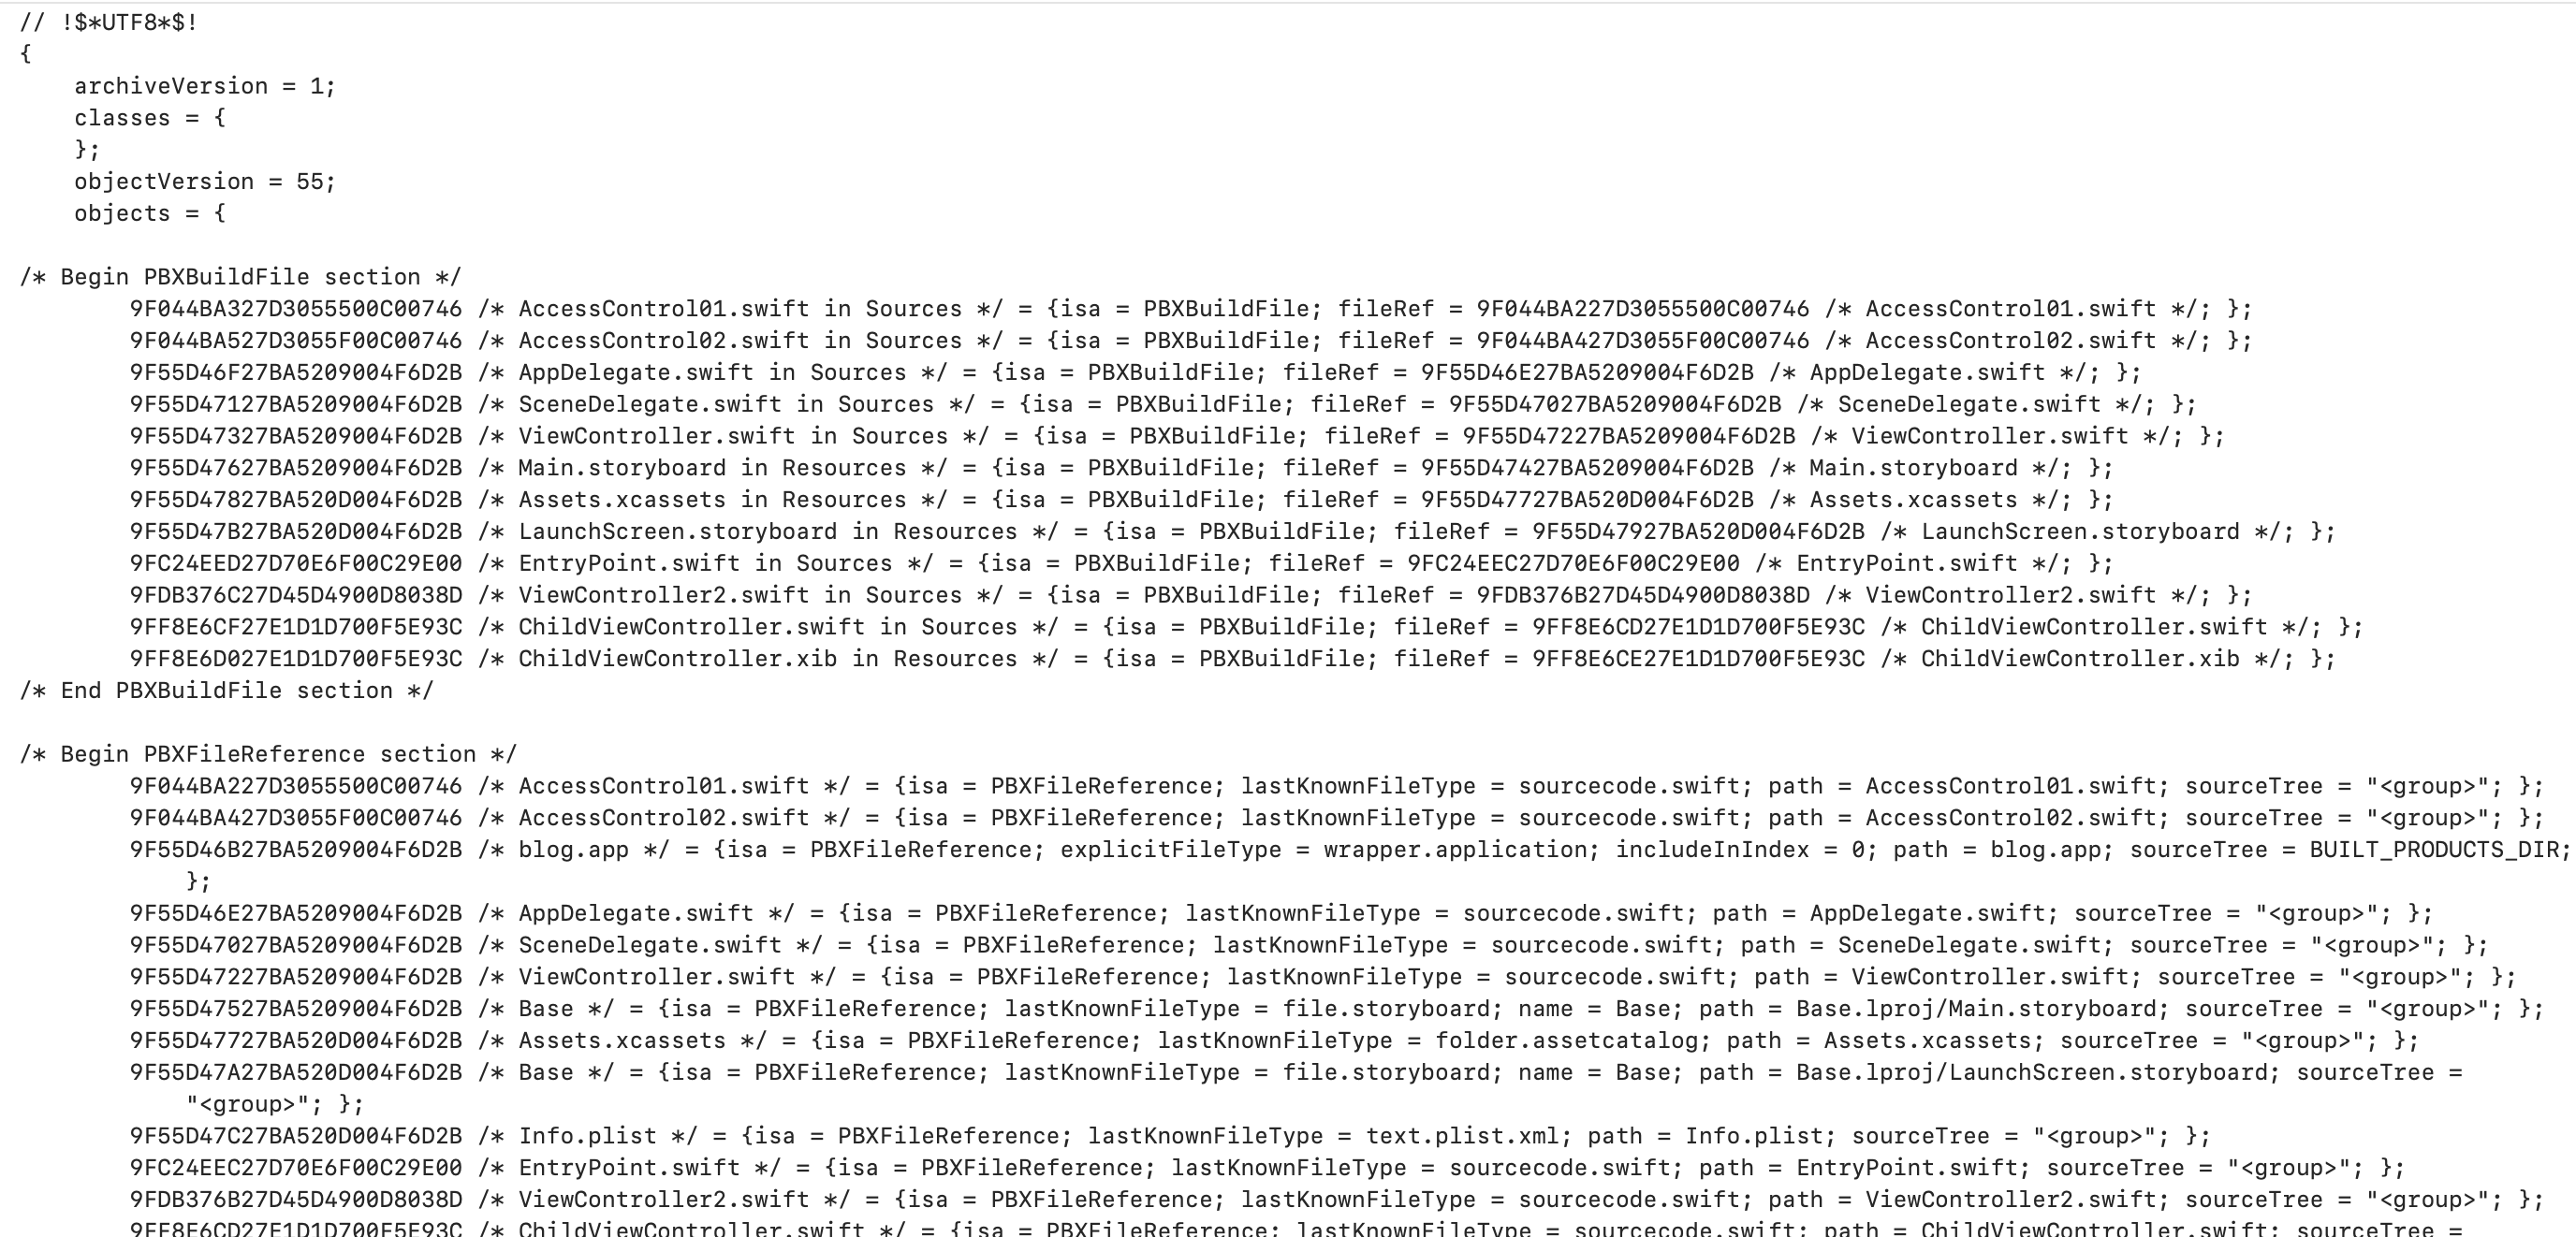 // !$*UTF8*$!
{
    archiveVersion = 1;
    classes = {
    };
    objectVersion = 55;
    objects = {

/* Begin PBXBuildFile section */
        9F044BA327D3055500C00746 /* AccessControl01.swift in Sources */ = {isa = PBXBuildFile; fileRef = 9F044BA227D3055500C00746 /* AccessControl01.swift */; };
        9F044BA527D3055F00C00746 /* AccessControl02.swift in Sources */ = {isa = PBXBuildFile; fileRef = 9F044BA427D3055F00C00746 /* AccessControl02.swift */; };
        9F55D46F27BA5209004F6D2B /* AppDelegate.swift in Sources */ = {isa = PBXBuildFile; fileRef = 9F55D46E27BA5209004F6D2B /* AppDelegate.swift */; };
        9F55D47127BA5209004F6D2B /* SceneDelegate.swift in Sources */ = {isa = PBXBuildFile; fileRef = 9F55D47027BA5209004F6D2B /* SceneDelegate.swift */; };
        9F55D47327BA5209004F6D2B /* ViewController.swift in Sources */ = {isa = PBXBuildFile; fileRef = 9F55D47227BA5209004F6D2B /* ViewController.swift */; };
        9F55D47627BA5209004F6D2B /* Main.storyboard in Resources */ = {isa = PBXBuildFile; fileRef = 9F55D47427BA5209004F6D2B /* Main.storyboard */; };
        9F55D47827BA520D004F6D2B /* Assets.xcassets in Resources */ = {isa = PBXBuildFile; fileRef = 9F55D47727BA520D004F6D2B /* Assets.xcassets */; };
        9F55D47B27BA520D004F6D2B /* LaunchScreen.storyboard in Resources */ = {isa = PBXBuildFile; fileRef = 9F55D47927BA520D004F6D2B /* LaunchScreen.storyboard */; };
        9FC24EED27D70E6F00C29E00 /* EntryPoint.swift in Sources */ = {isa = PBXBuildFile; fileRef = 9FC24EEC27D70E6F00C29E00 /* EntryPoint.swift */; };
        9FDB376C27D45D4900D8038D /* ViewController2.swift in Sources */ = {isa = PBXBuildFile; fileRef = 9FDB376B27D45D4900D8038D /* ViewController2.swift */; };
        9FF8E6CF27E1D1D700F5E93C /* ChildViewController.swift in Sources */ = {isa = PBXBuildFile; fileRef = 9FF8E6CD27E1D1D700F5E93C /* ChildViewController.swift */; };
        9FF8E6D027E1D1D700F5E93C /* ChildViewController.xib in Resources */ = {isa = PBXBuildFile; fileRef = 9FF8E6CE27E1D1D700F5E93C /* ChildViewController.xib */; };
/* End PBXBuildFile section */

/* Begin PBXFileReference section */
        9F044BA227D3055500C00746 /* AccessControl01.swift */ = {isa = PBXFileReference; lastKnownFileType = sourcecode.swift; path = AccessControl01.swift; sourceTree = "<group>"; };
        9F044BA427D3055F00C00746 /* AccessControl02.swift */ = {isa = PBXFileReference; lastKnownFileType = sourcecode.swift; path = AccessControl02.swift; sourceTree = "<group>"; };
        9F55D46B27BA5209004F6D2B /* blog.app */ = {isa = PBXFileReference; explicitFileType = wrapper.application; includeInIndex = 0; path = blog.app; sourceTree = BUILT_PRODUCTS_DIR;
            };
        9F55D46E27BA5209004F6D2B /* AppDelegate.swift */ = {isa = PBXFileReference; lastKnownFileType = sourcecode.swift; path = AppDelegate.swift; sourceTree = "<group>"; };
        9F55D47027BA5209004F6D2B /* SceneDelegate.swift */ = {isa = PBXFileReference; lastKnownFileType = sourcecode.swift; path = SceneDelegate.swift; sourceTree = "<group>"; };
        9F55D47227BA5209004F6D2B /* ViewController.swift */ = {isa = PBXFileReference; lastKnownFileType = sourcecode.swift; path = ViewController.swift; sourceTree = "<group>"; };
        9F55D47527BA5209004F6D2B /* Base */ = {isa = PBXFileReference; lastKnownFileType = file.storyboard; name = Base; path = Base.lproj/Main.storyboard; sourceTree = "<group>"; };
        9F55D47727BA520D004F6D2B /* Assets.xcassets */ = {isa = PBXFileReference; lastKnownFileType = folder.assetcatalog; path = Assets.xcassets; sourceTree = "<group>"; };
        9F55D47A27BA520D004F6D2B /* Base */ = {isa = PBXFileReference; lastKnownFileType = file.storyboard; name = Base; path = Base.lproj/LaunchScreen.storyboard; sourceTree =
            "<group>"; };
        9F55D47C27BA520D004F6D2B /* Info.plist */ = {isa = PBXFileReference; lastKnownFileType = text.plist.xml; path = Info.plist; sourceTree = "<group>"; };
        9FC24EEC27D70E6F00C29E00 /* EntryPoint.swift */ = {isa = PBXFileReference; lastKnownFileType = sourcecode.swift; path = EntryPoint.swift; sourceTree = "<group>"; };
        9FDB376B27D45D4900D8038D /* ViewController2.swift */ = {isa = PBXFileReference; lastKnownFileType = sourcecode.swift; path = ViewController2.swift; sourceTree = "<group>"; };
        9FF8E6CD27E1D1D700F5E93C /* ChildViewController.swift */ = {isa = PBXFileReference; lastKnownFileType = sourcecode.swift; path = ChildViewController.swift; sourceTree =